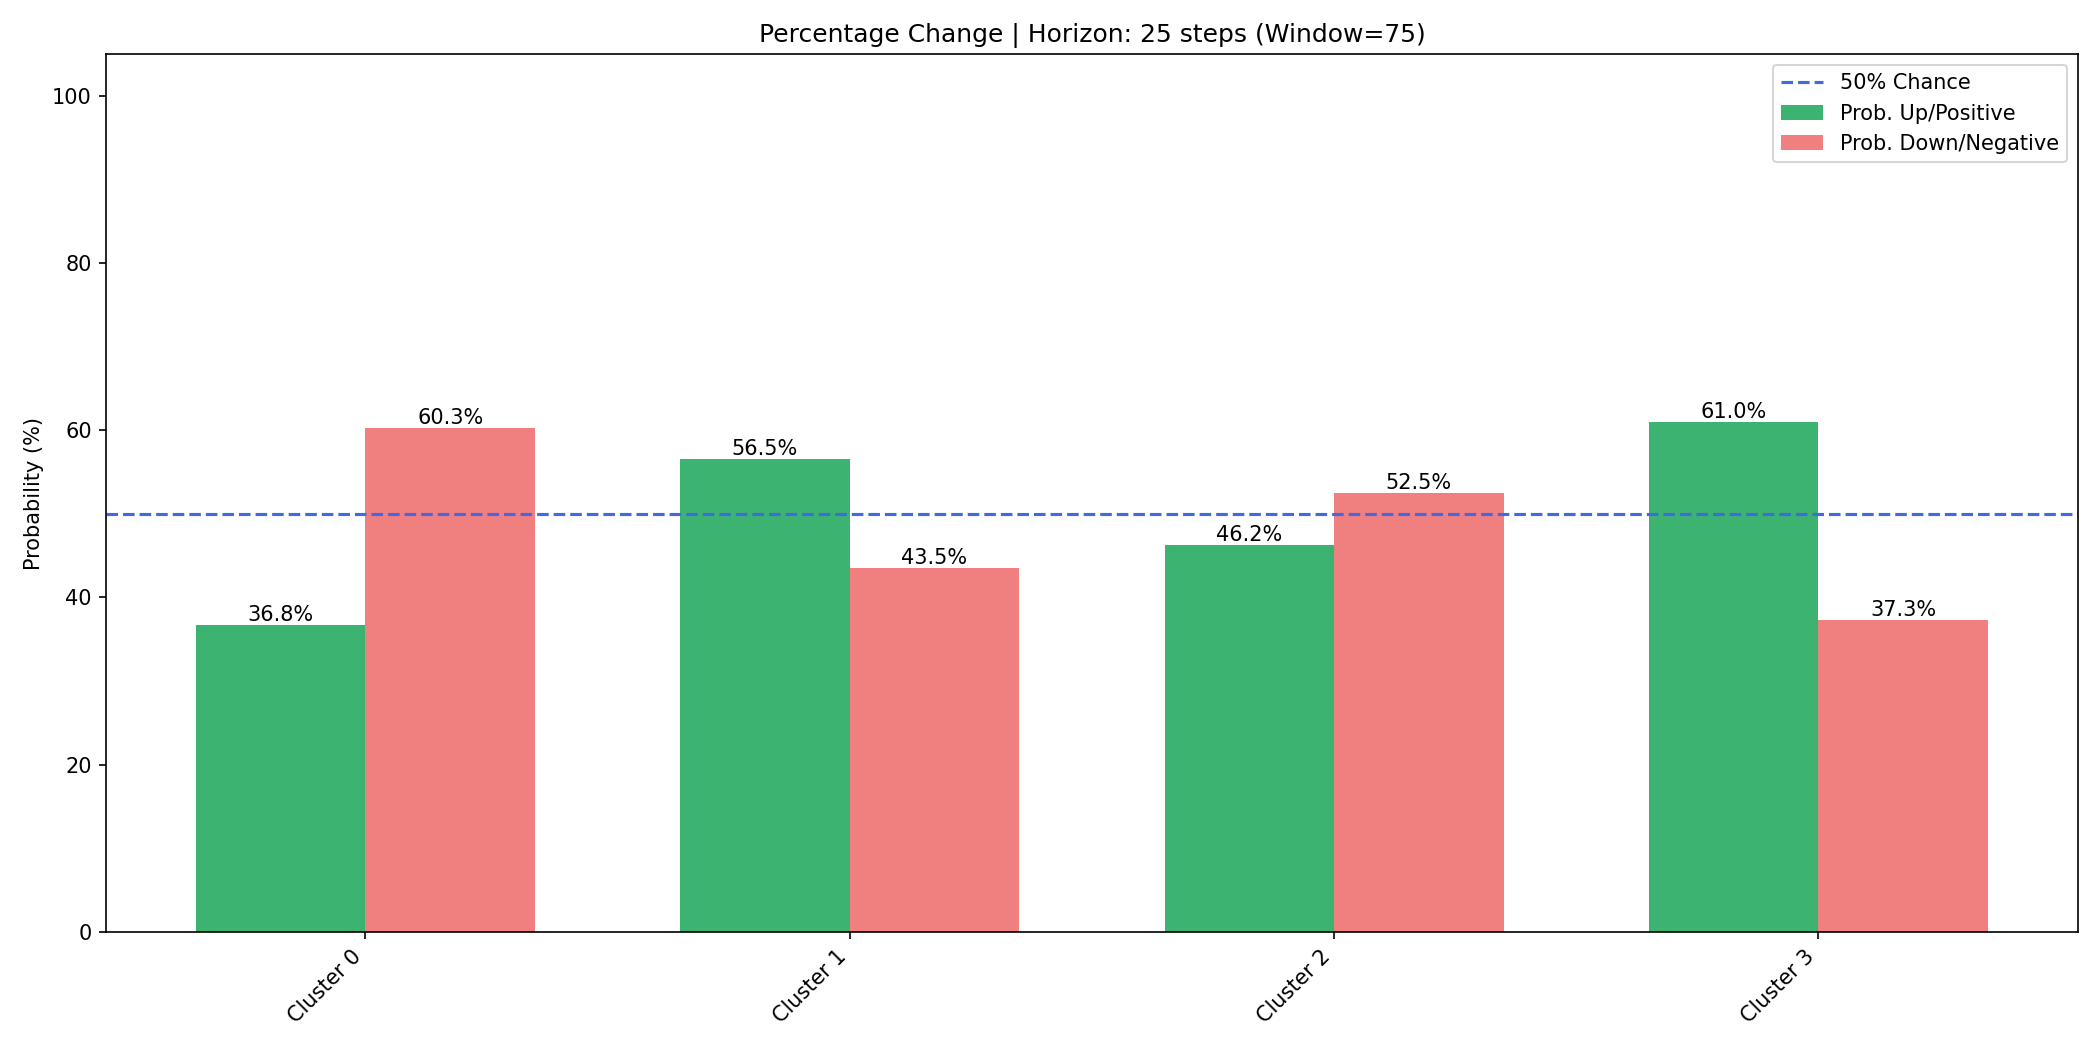 Percentage Change | Horizon: 25 steps (Window=75)
50% Chance
Prob. Up/Positive
Prob. Down/Negative
Probability (%)
100
80
60
40
20
0
36.8%
60.3%
56.5%
43.5%
46.2%
52.5%
61.0%
37.3%
Cluster 0
Cluster 1
Cluster 2
Cluster 3